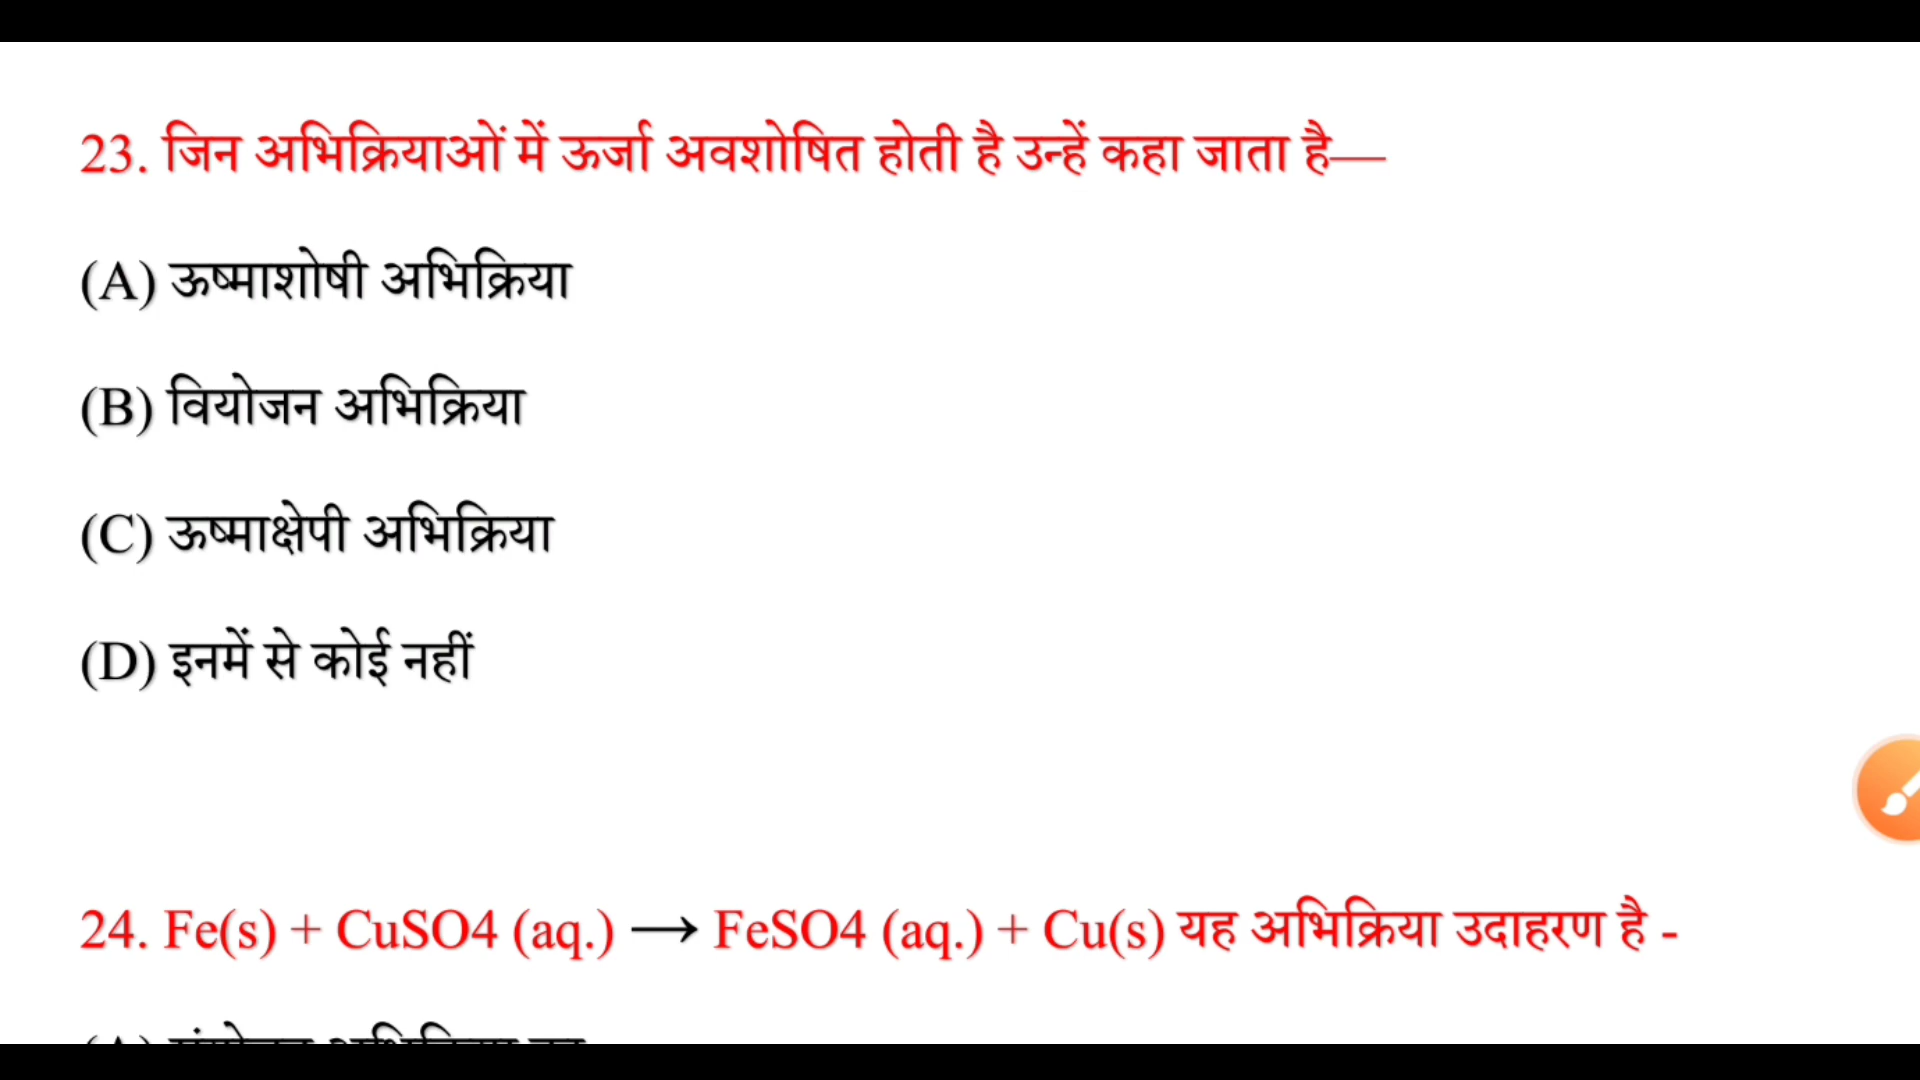 23. जिन अभिक्रियाओं में ऊर्जा अवशोषित होती है उन्हें कहा जाता है—
(A) ऊष्माशोषी अभिक्रिया
(B) वियोजन अभिक्रिया
(C) ऊष्माक्षेपी अभिक्रिया
(D) इनमें से कोई नहीं
24. Fe(s) + CuSO4 (aq.) → FeSO4 (aq.) + Cu(s) यह अभिक्रिया उदाहरण है -